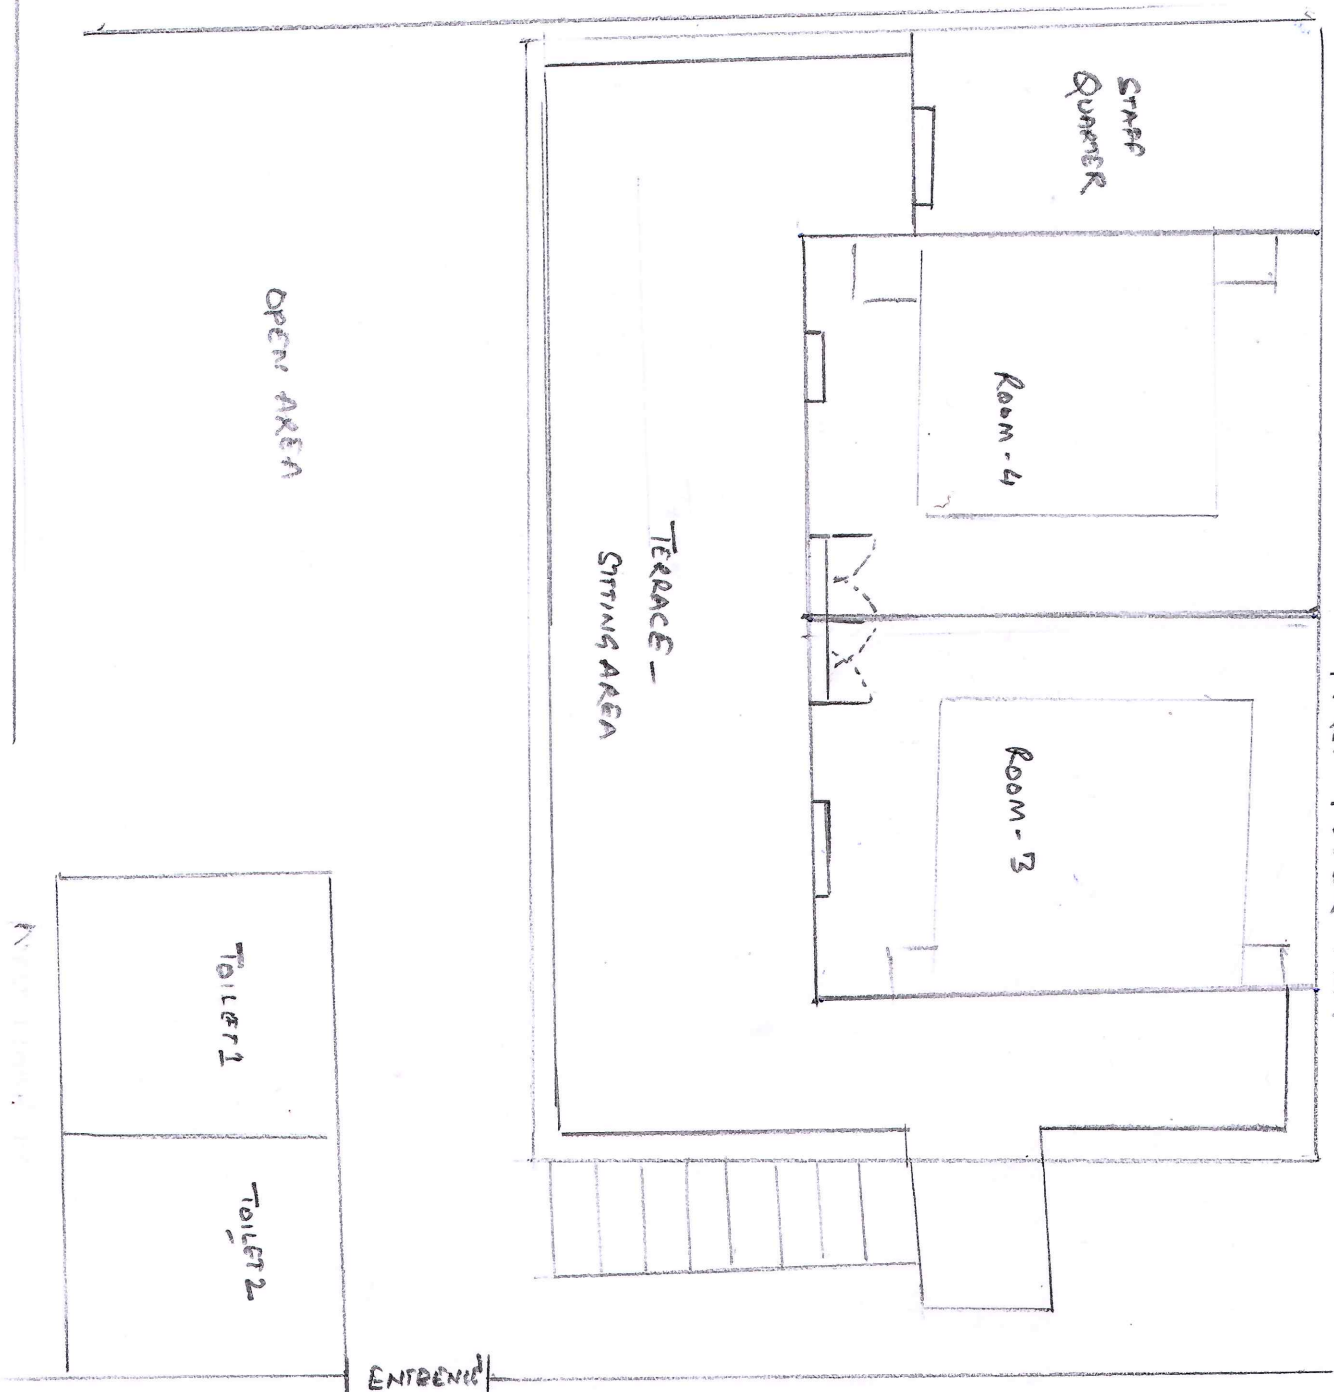 STAFF
QUARTER
ROOM-4
ROOM-3
TERRACE -
SITTING AREA
OPEN AREA
TOILET 1
TOILET 2
ENTRENCE